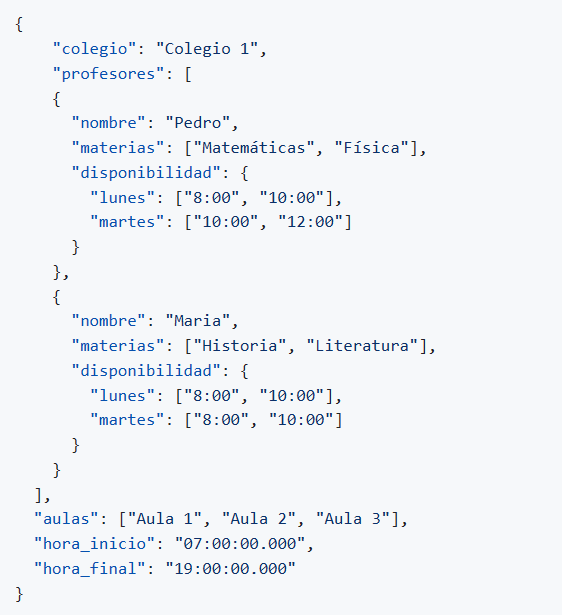 {
    "colegio": "Colegio 1",
    "profesores": [
    {
      "nombre": "Pedro",
      "materias": ["Matemáticas", "Física"],
      "disponibilidad": {
        "lunes": ["8:00", "10:00"],
        "martes": ["10:00", "12:00"]
      }
    },
    {
      "nombre": "Maria",
      "materias": ["Historia", "Literatura"],
      "disponibilidad": {
        "lunes": ["8:00", "10:00"],
        "martes": ["8:00", "10:00"]
      }
    }
  ],
  "aulas": ["Aula 1", "Aula 2", "Aula 3"],
  "hora_inicio": "07:00:00.000",
  "hora_final": "19:00:00.000"
}